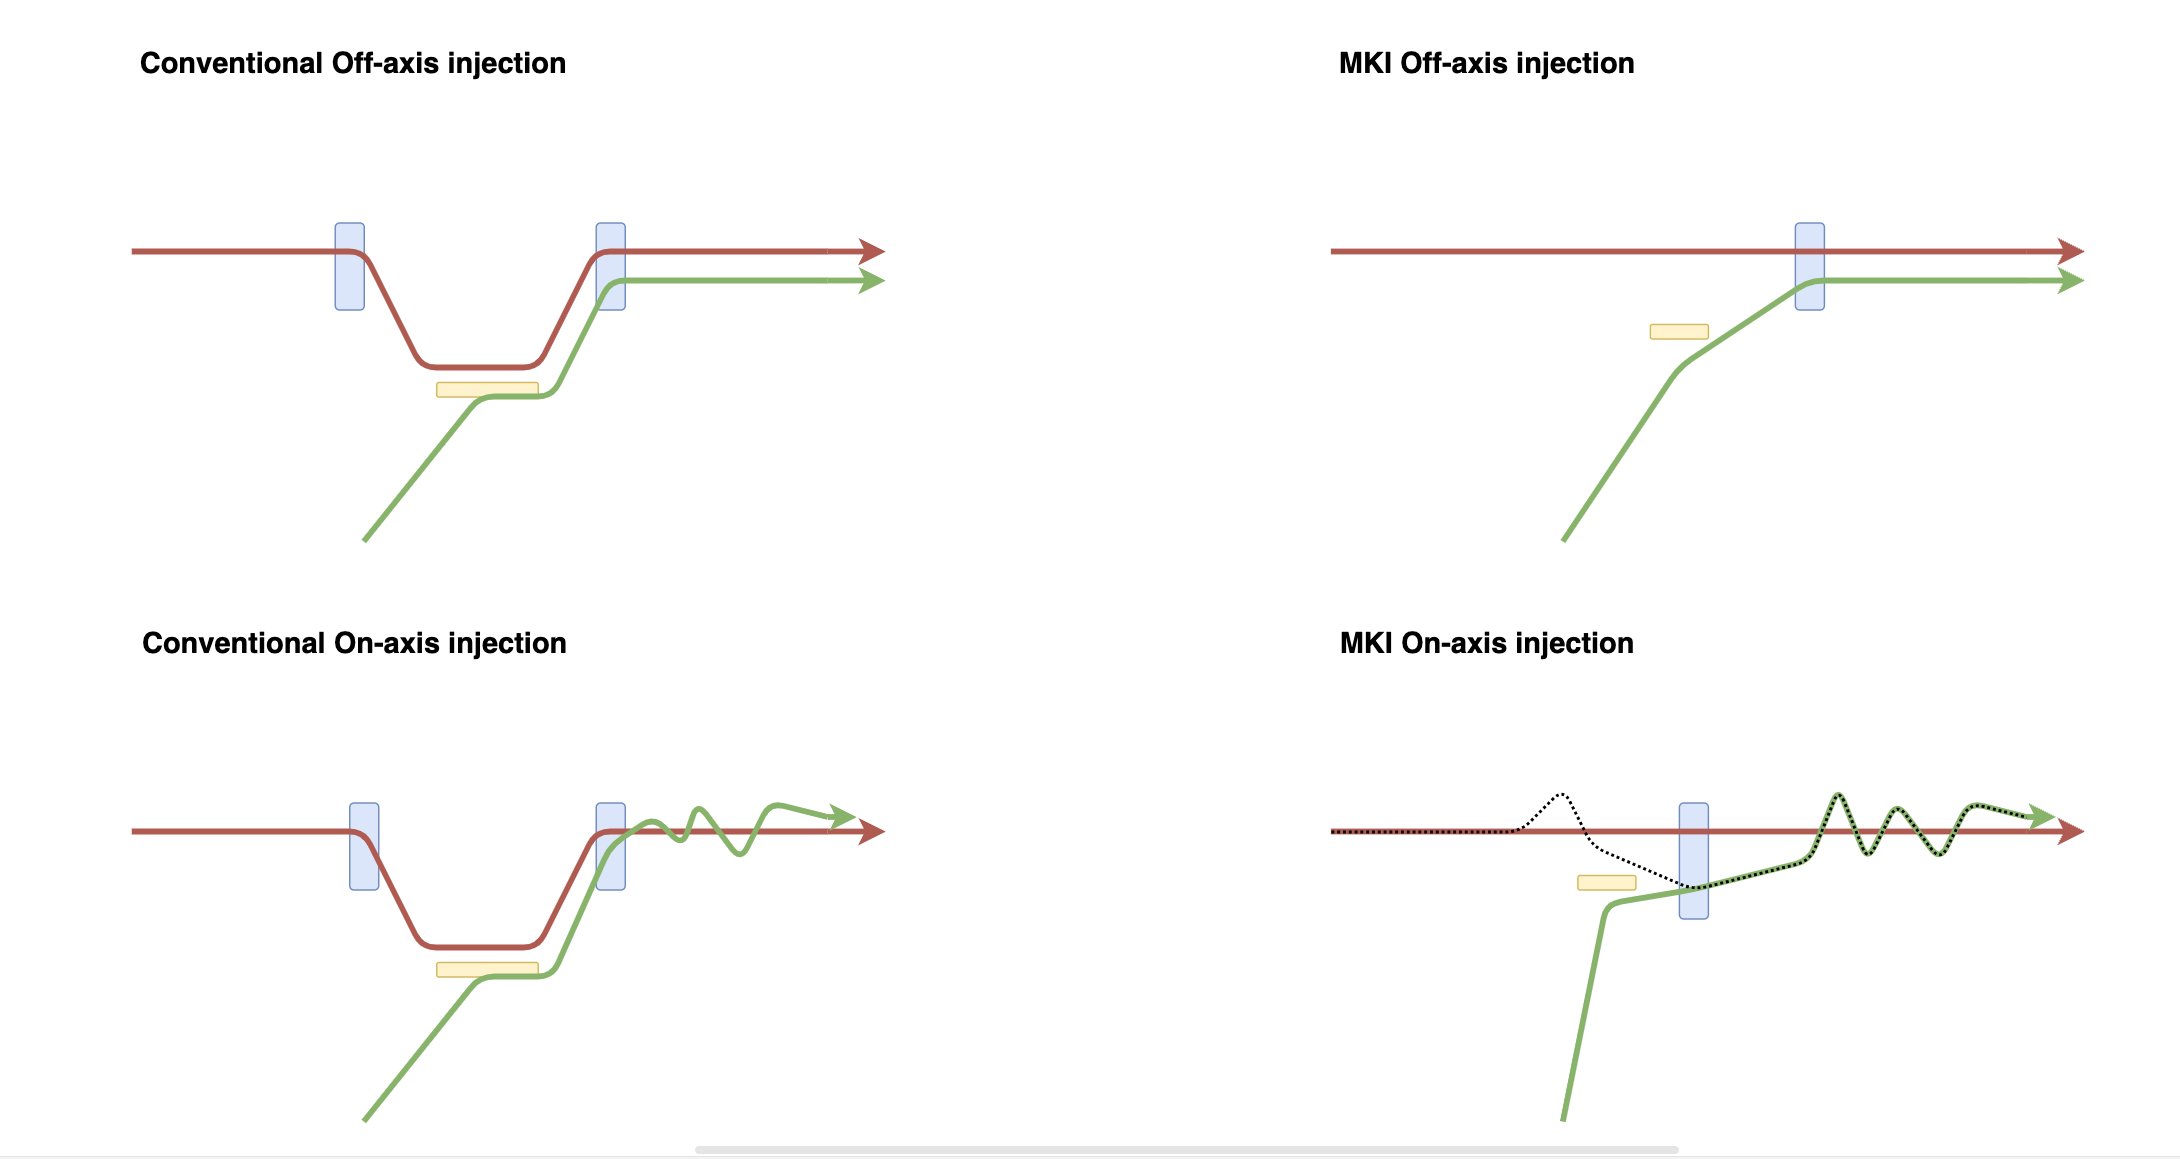 Conventional Off-axis injection
MKI Off-axis injection
Conventional On-axis injection
MKI On-axis injection